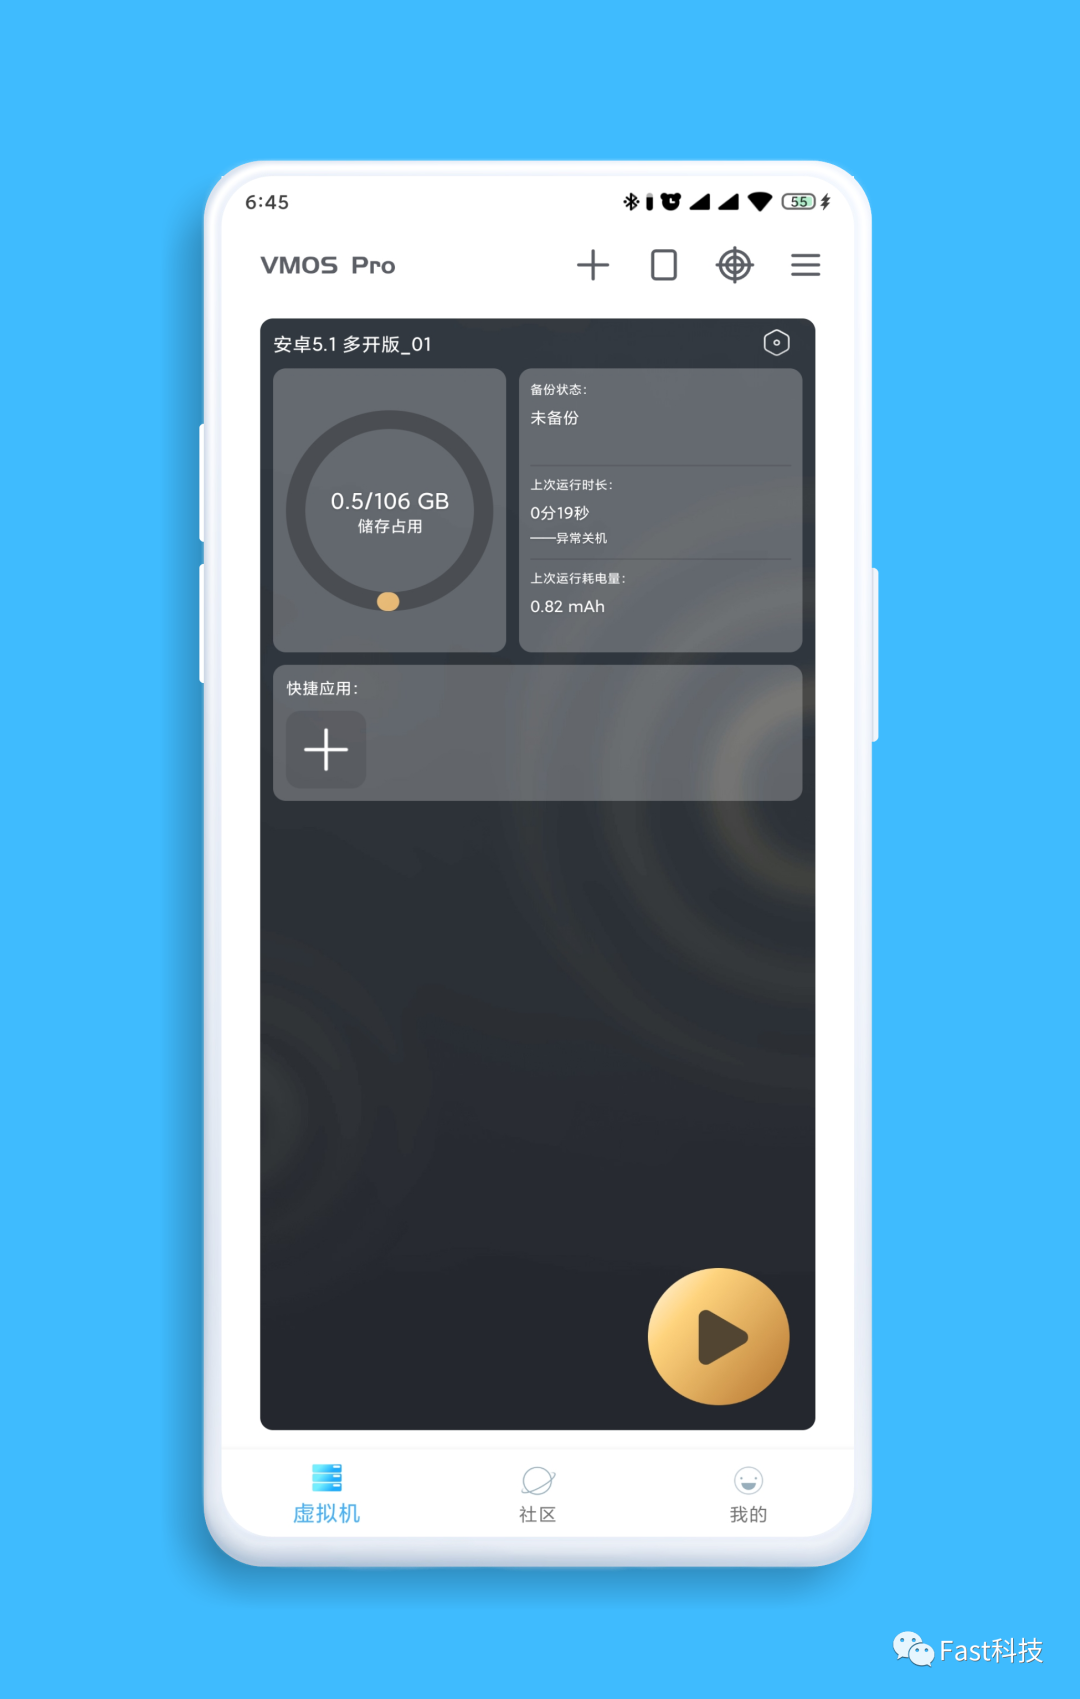 6:45
55
VMOS Pro
安卓5.1 多开版_01
0.5/106 GB
储存占用
备份状态：
未备份
上次运行时长：
0分19秒
——异常关机
上次运行耗电量：
0.82 mAh
快捷应用：
虚拟机
社区
我的
Fast科技